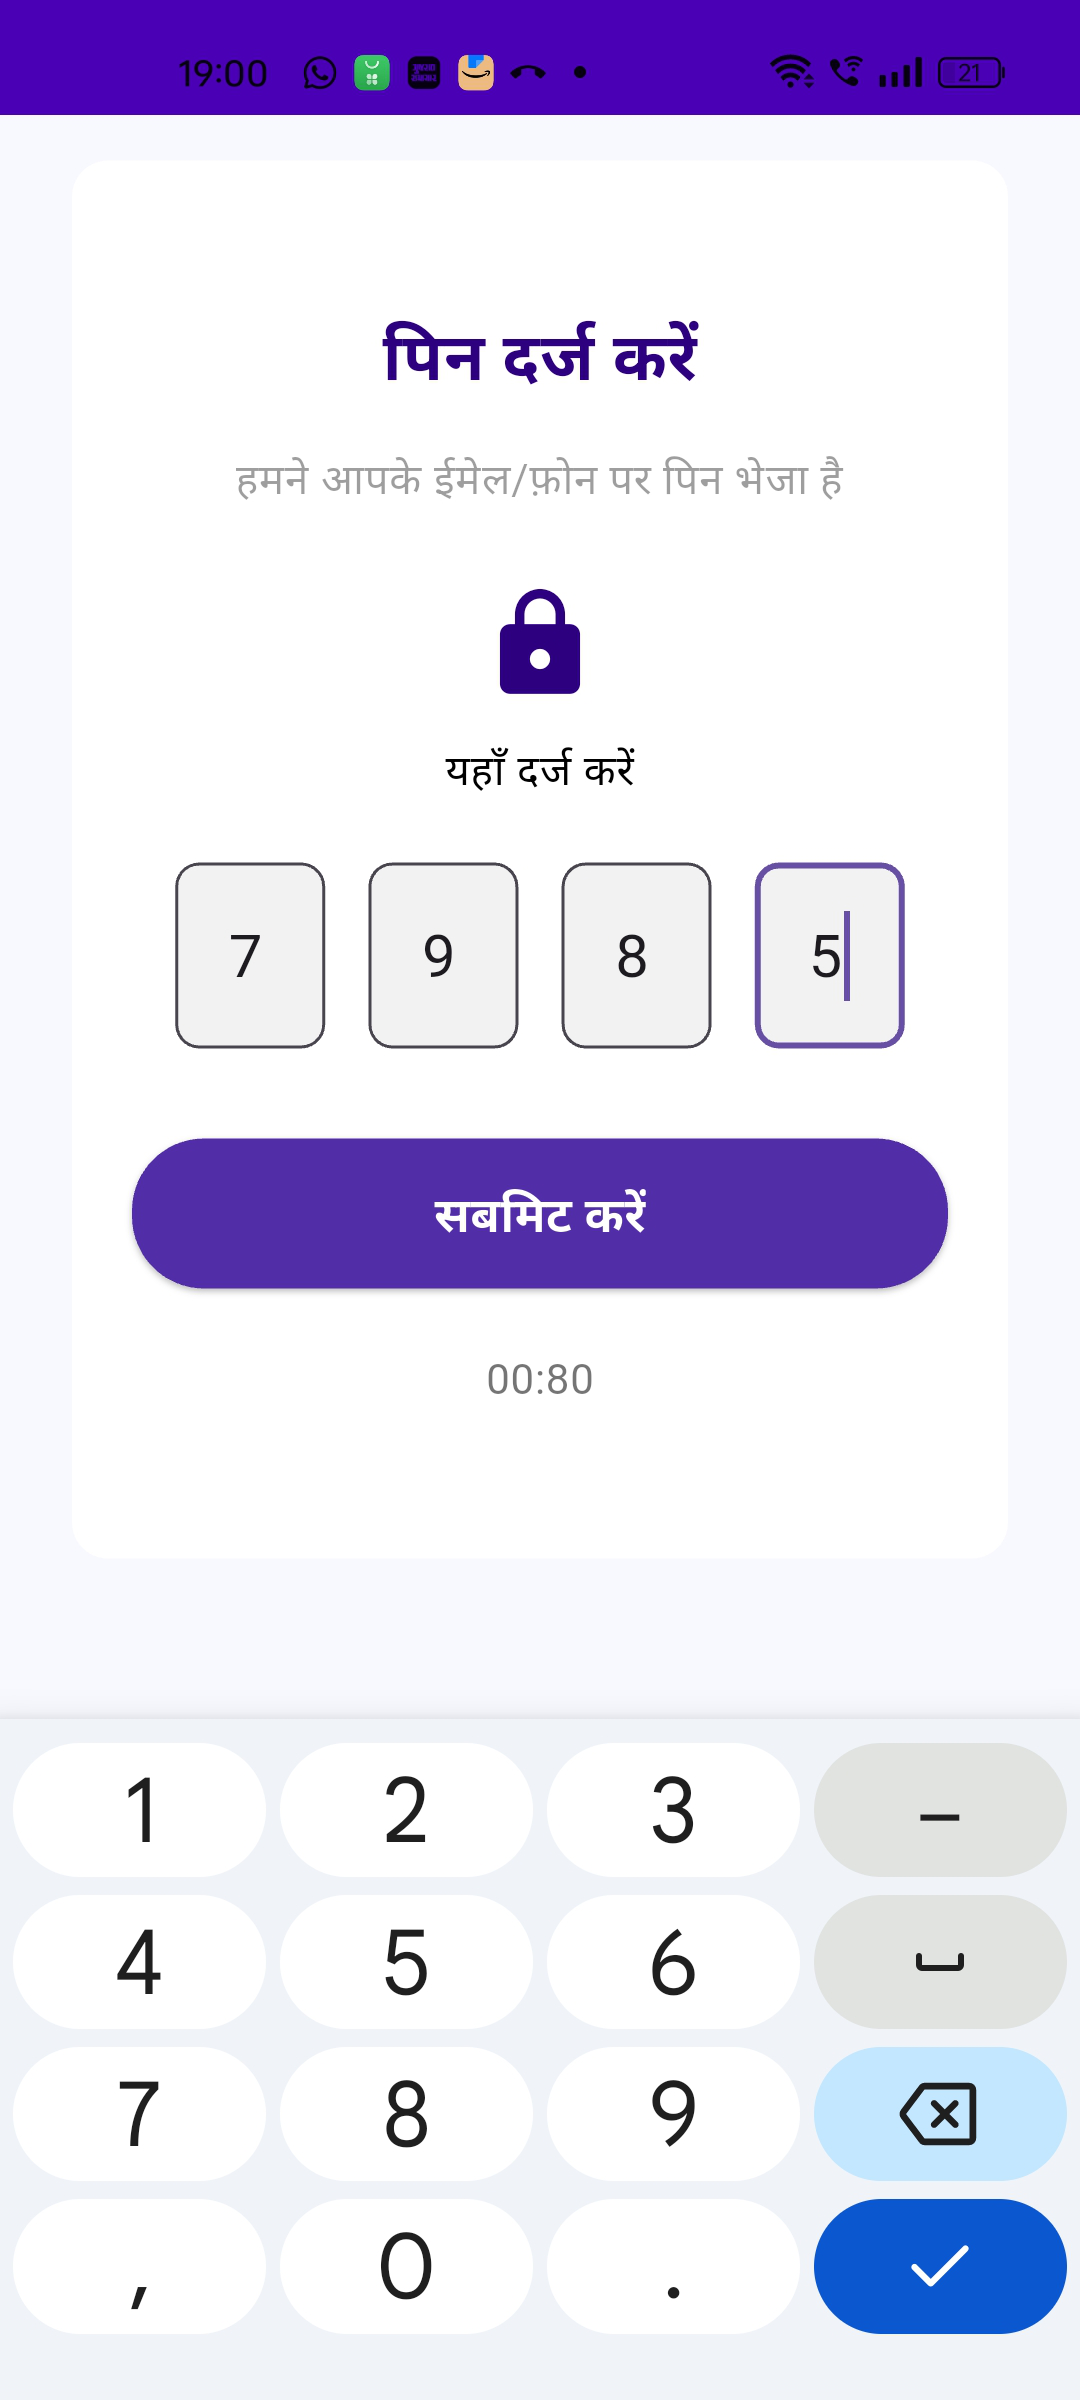 19:00
21
पिन दर्ज करें
हमने आपके ईमेल/फ़ोन पर पिन भेजा है
यहाँ दर्ज करें
7 9 8 5
सबमिट करें
00:80
1 2 3 –
4 5 6
7 8 9
, 0 .